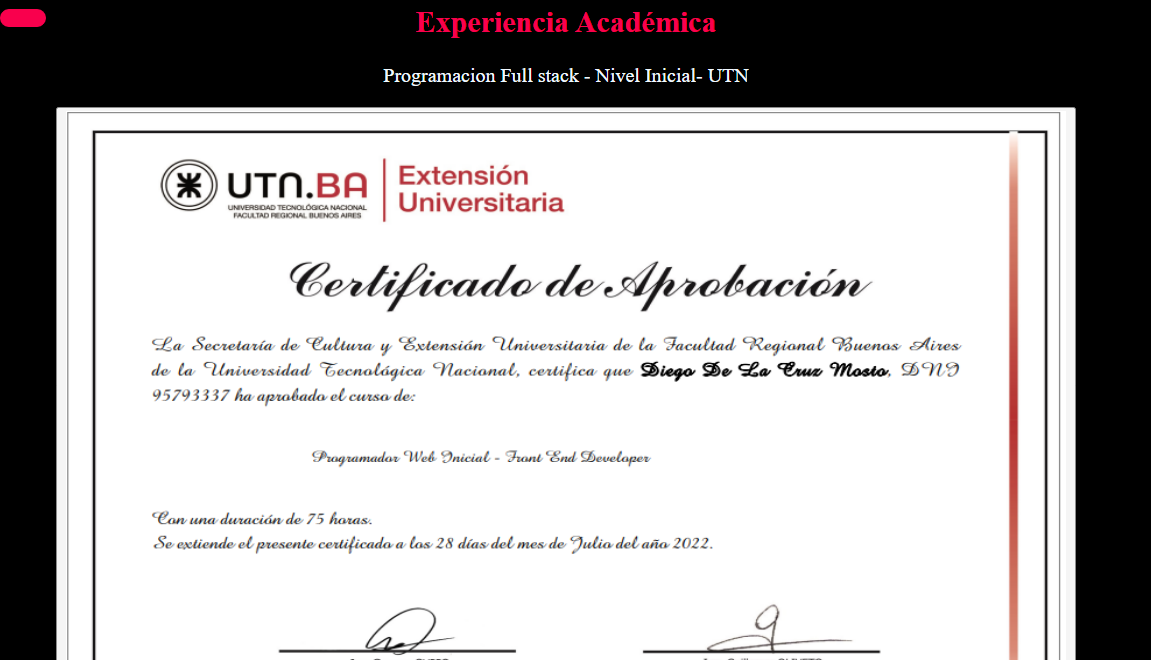 Experiencia Académica
Programacion Full stack - Nivel Inicial- UTN
UTN.BA
UNIVERSIDAD TECNOLÓGICA NACIONAL
FACULTAD REGIONAL BUENOS AIRES
Extensión
Universitaria
Certificado de Aprobación
La Secretaría de Cultura y Extensión Universitaria de la Facultad Regional Buenos Aires
de la Universidad Tecnológica Nacional, certifica que Diego De La Cruz Mosto, DNI
95793337 ha aprobado el curso de:
Programador Web Inicial - Front End Developer
Con una duración de 75 horas.
Se extiende el presente certificado a los 28 días del mes de Julio del año 2022.